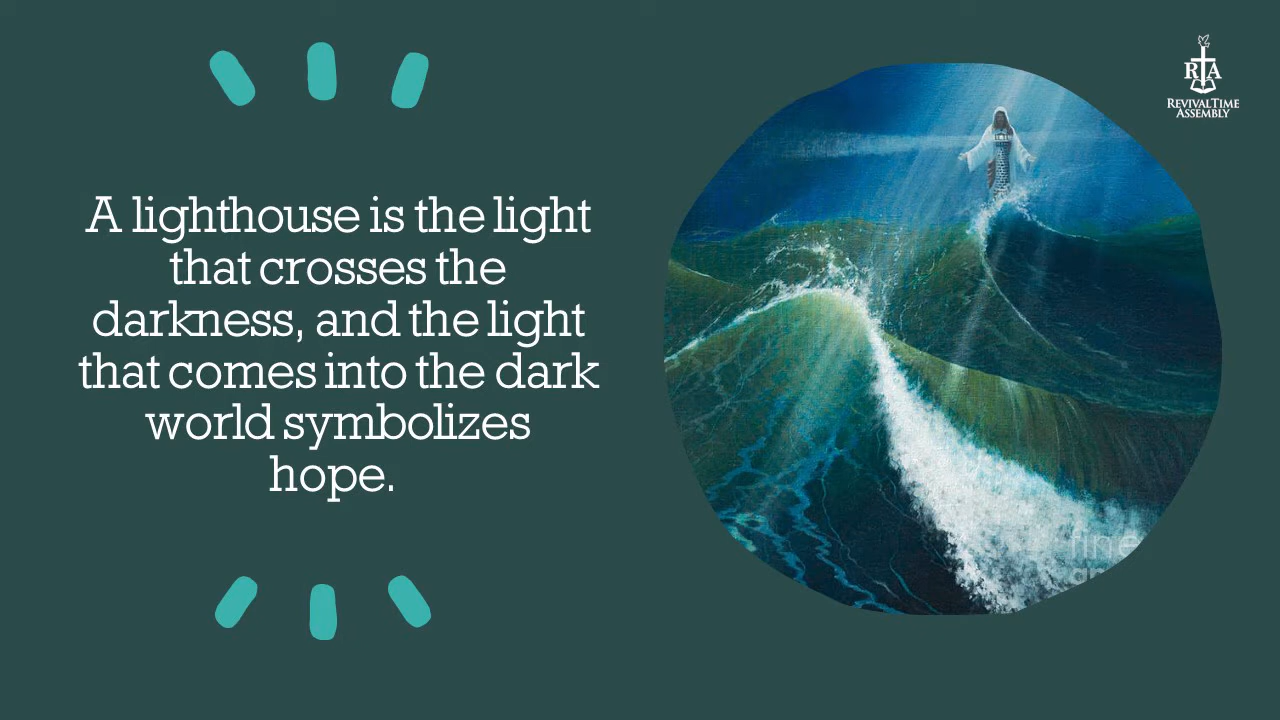 A lighthouse is the light
that crosses the
darkness, and the light
that comes into the dark
world symbolizes
hope.
RTA
REVIVALTIME
ASSEMBLY
fine